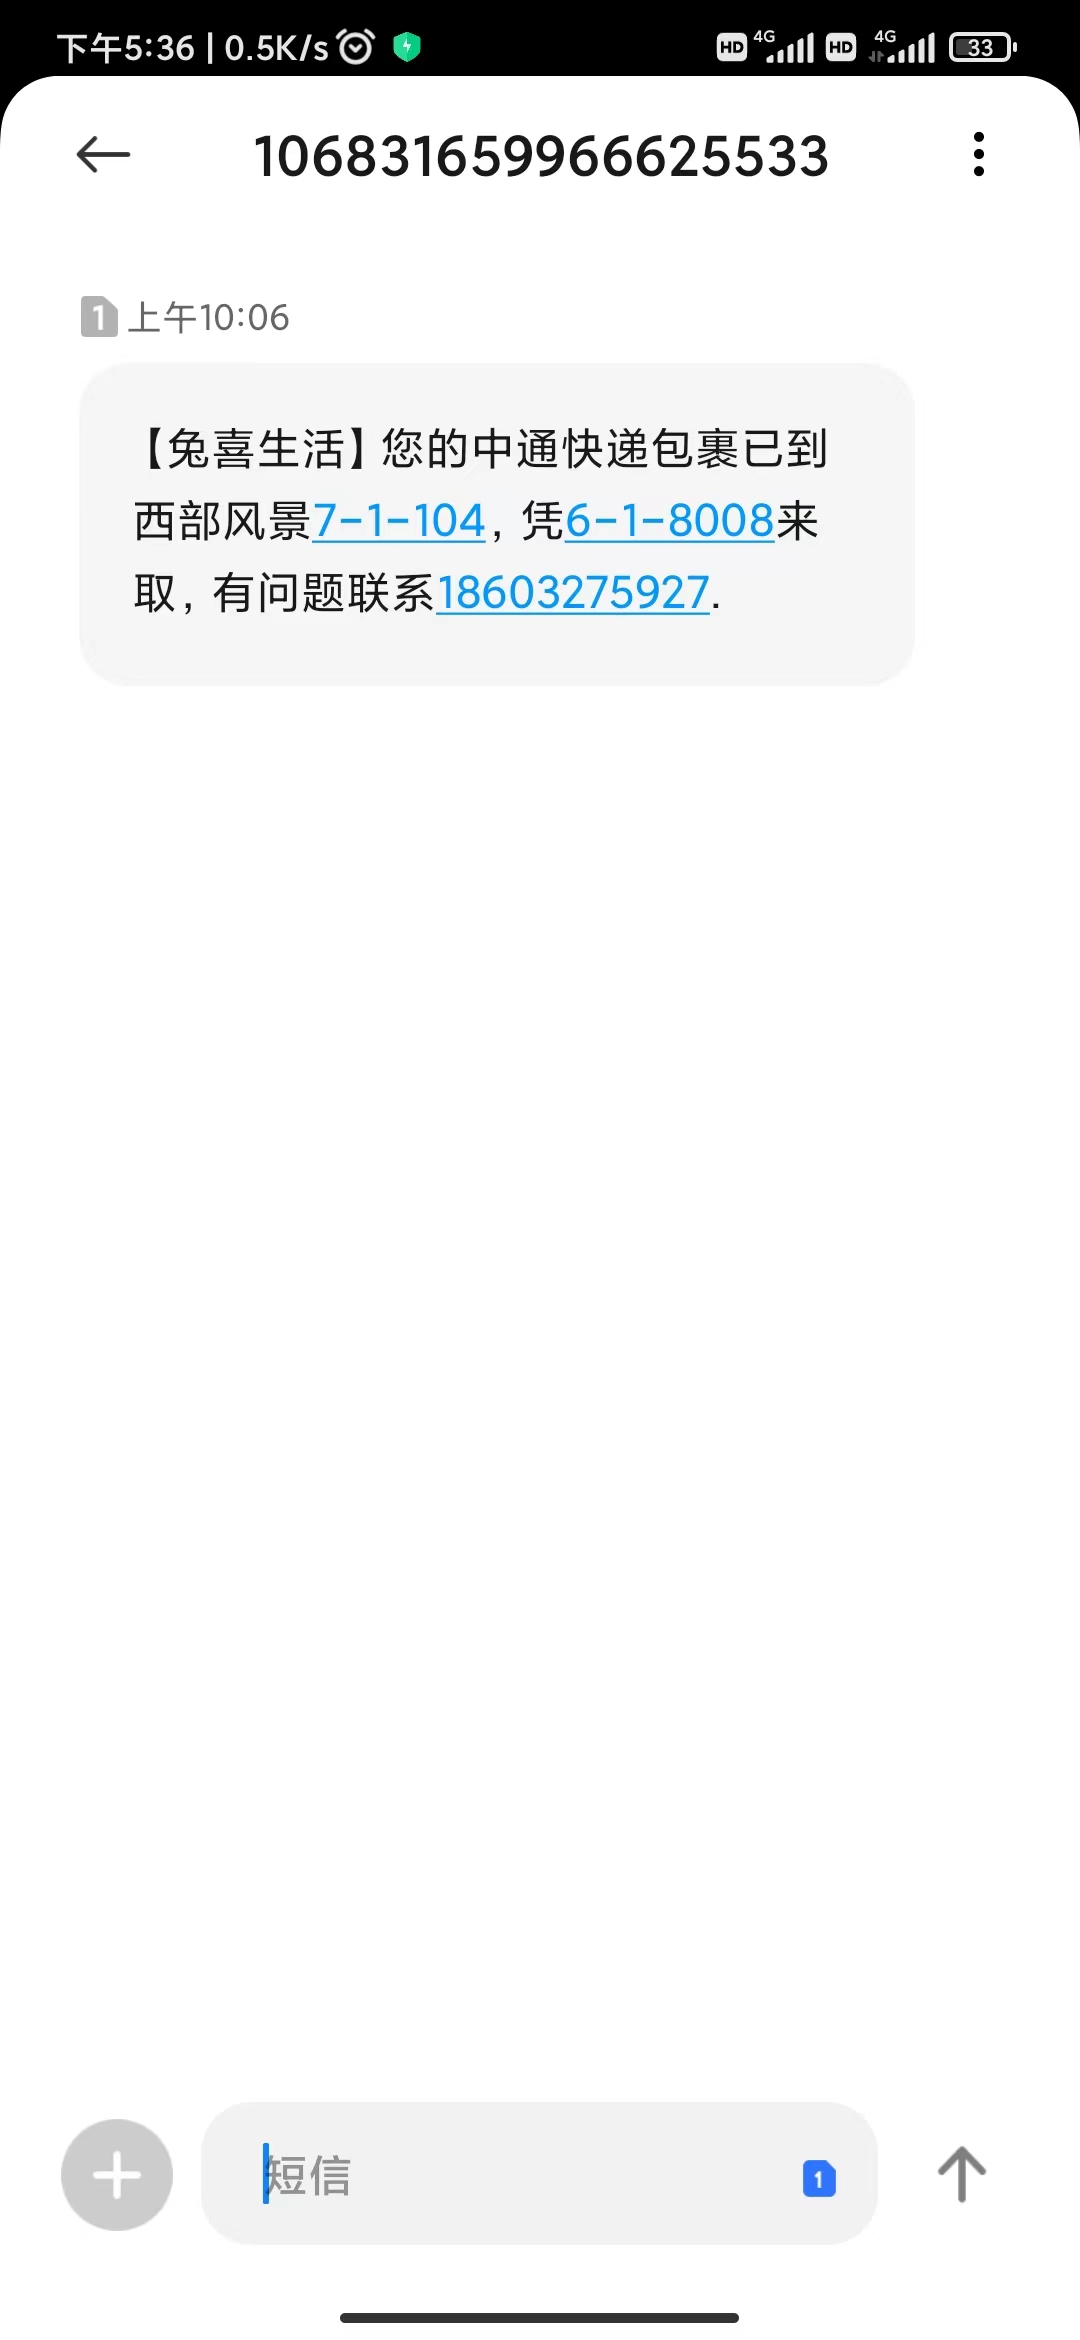 下午5:36 | 0.5K/s
HD 4G HD 4G 33
106831659966625533
1 上午10:06
【兔喜生活】您的中通快递包裹已到
西部风景7-1-104, 凭6-1-8008来
取, 有问题联系18603275927.
短信 1